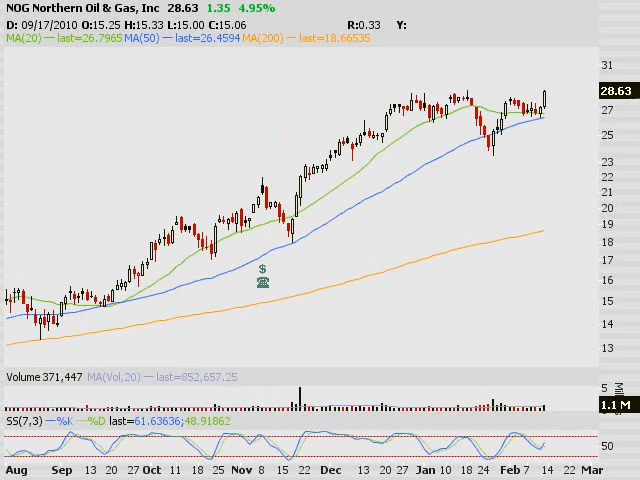 NOG Northern Oil & Gas, Inc 28.63 1.35 4.95%
D: 09/17/2010 O:15.25 H:15.33 L:15.00 C:15.06 R:0.33 Y:
MA(20) — last=26.7965 MA(50) — last=26.4594 MA(200) — last=18.66535
31
28.63
27
25
23
22
21
20
19
18
17
16
15
14
13
$
Volume 371,447 MA(Vol,20) — last=852,657.25
5
Mil
1.1 M
SS(7,3) —%K ┈%D last=61.63636;48.91862
50
Aug Sep 13 20 27 Oct 11 18 25 Nov 8 15 22 Dec 13 20 27 Jan 10 18 24 Feb 7 14 22 Mar